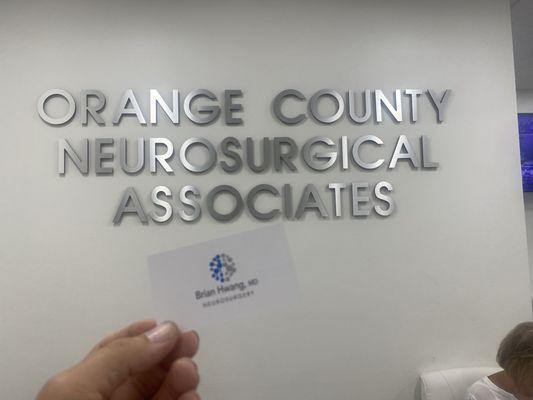 ORANGE COUNTY
NEUROSURGICAL
ASSOCIATES
Brian Hwang, MD
NEUROSURGERY